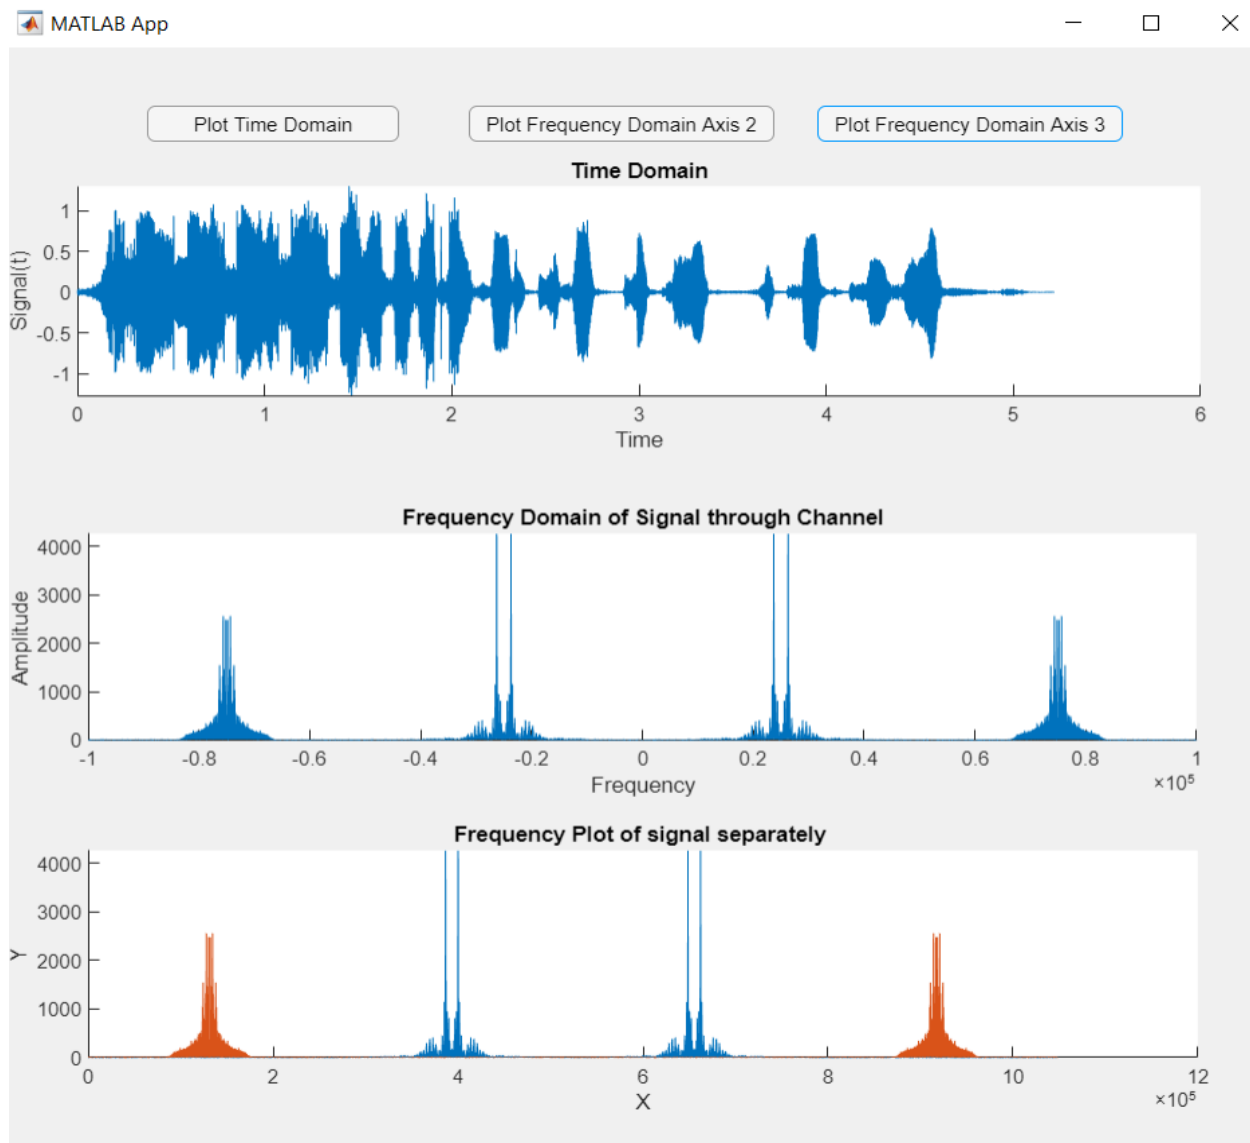 MATLAB App
Plot Time Domain
Plot Frequency Domain Axis 2
Plot Frequency Domain Axis 3
Time Domain
Signal(t)
1
0.5
0
-0.5
-1
0 1 2 3 4 5 6
Time
Frequency Domain of Signal through Channel
Amplitude
4000
3000
2000
1000
0
-1 -0.8 -0.6 -0.4 -0.2 0 0.2 0.4 0.6 0.8 1
Frequency
×10⁵
Frequency Plot of signal separately
Y
4000
3000
2000
1000
0
0 2 4 6 8 10 12
X
×10⁵